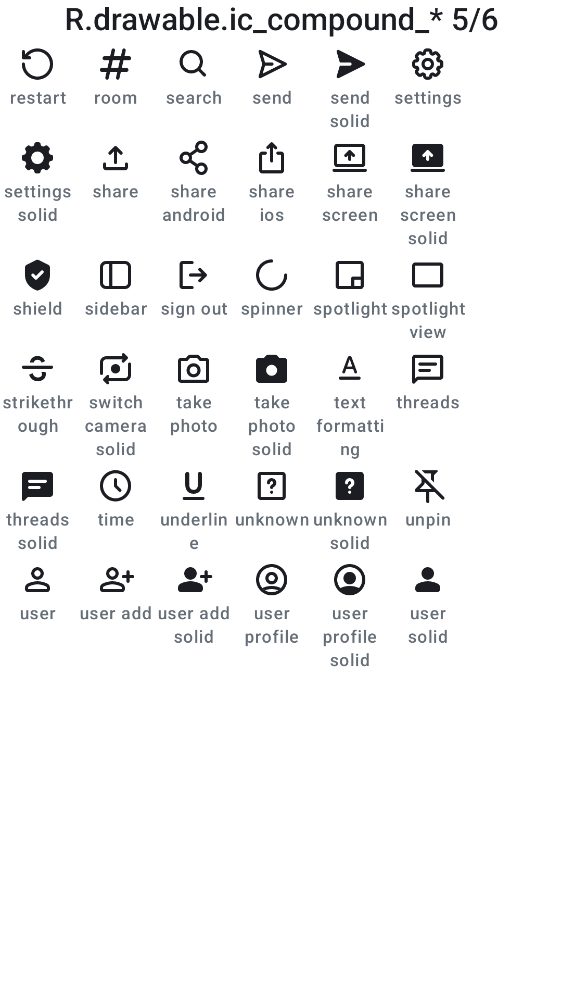 R.drawable.ic_compound_* 5/6
restart room search send send solid settings
settings solid share share android share ios share screen share screen solid
shield sidebar sign out spinner spotlight spotlight view
strikethr ough switch camera solid take photo take photo solid text formatti ng threads
threads solid time underlin e unknown unknown solid unpin
user user add user add solid user profile user profile solid user solid